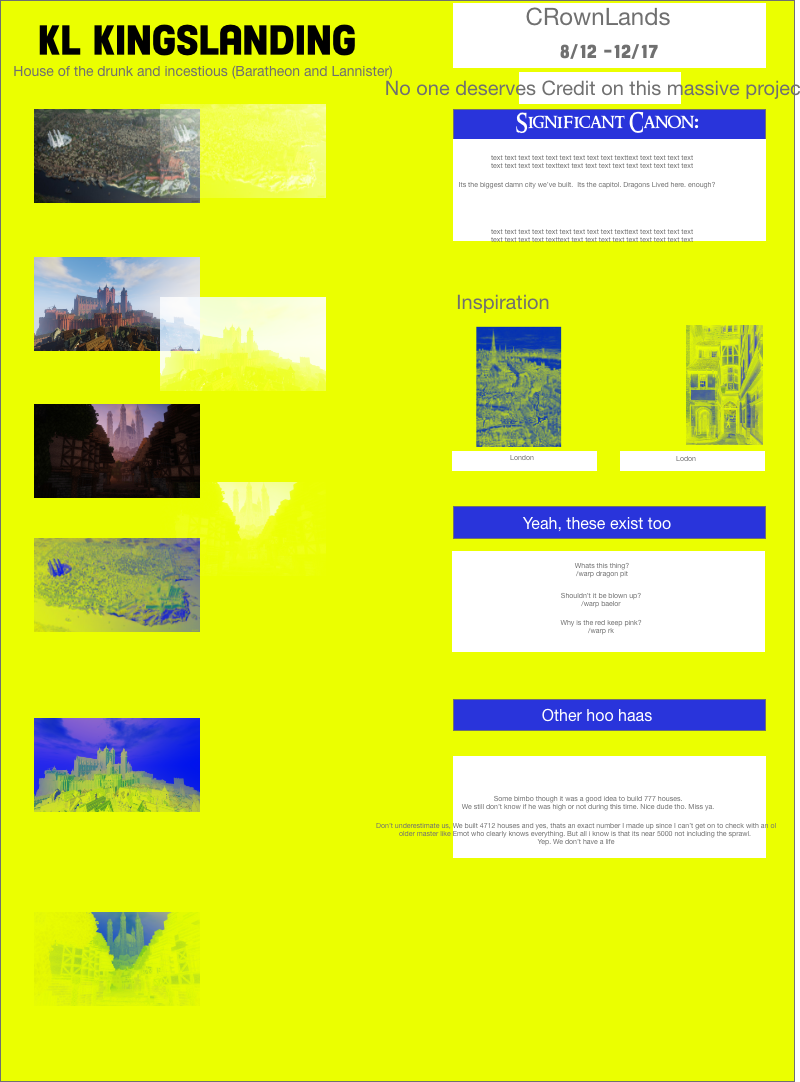 KL KINGSLANDING
House of the drunk and incestious (Baratheon and Lannister)
CRownLands
8/12 -12/17
No one deserves Credit on this massive projec
Significant Canon:
text text text text text text text text text text texttext text text text text
text text text text texttext text text text text text text text text text text
Its the biggest damn city we've built. Its the capitol. Dragons Lived here. enough?
text text text text text text text text text text texttext text text text text
text text text text texttext text text text text text text text text text text
Inspiration
London
Lodon
Yeah, these exist too
Whats this thing?
/warp dragon pit
Shouldn't it be blown up?
/warp baelor
Why is the red keep pink?
/warp rk
Other hoo haas
Some bimbo though it was a good idea to build 777 houses.
We still don't know if he was high or not during this time. Nice dude tho. Miss ya.
Don't underestimate us, We built 4712 houses and yes, thats an exact number I made up since I can't get on to check with an ol
older master like Emot who clearly knows everything. But all i know is that its near 5000 not including the sprawl.
Yep. We don't have a life